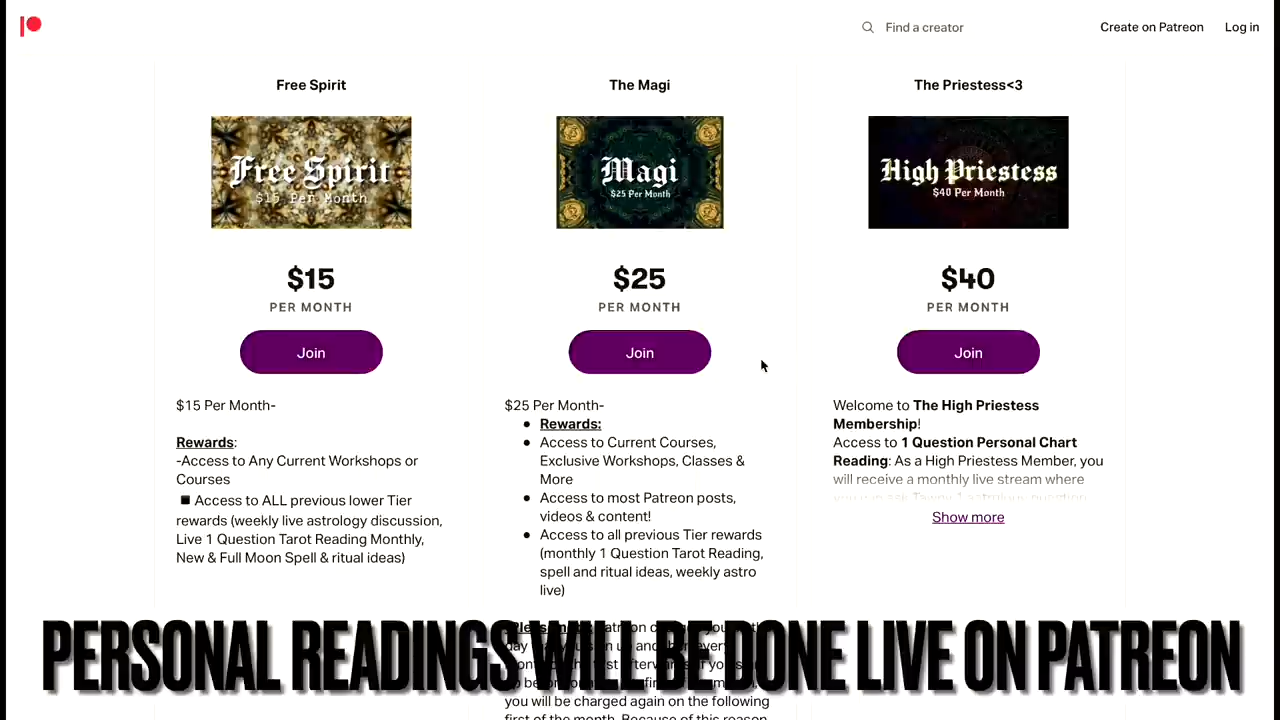 Find a creator
Create on Patreon
Log in
Free Spirit
The Magi
The Priestess<3
Free Spirit
$15 Per Month
Magi
$25 Per Month
High Priestess
$40 Per Month
$15
PER MONTH
Join
$25
PER MONTH
Join
$40
PER MONTH
Join
$15 Per Month-
Rewards:
-Access to Any Current Workshops or
Courses
■ Access to ALL previous lower Tier
rewards (weekly live astrology discussion,
Live 1 Question Tarot Reading Monthly,
New & Full Moon Spell & ritual ideas)
$25 Per Month-
● Rewards:
● Access to Current Courses,
Exclusive Workshops, Classes &
More
● Access to most Patreon posts,
videos & content!
● Access to all previous Tier rewards
(monthly 1 Question Tarot Reading,
spell and ritual ideas, weekly astro
live)
you will be charged again on the following
first of the month. Because of this reason
Welcome to The High Priestess
Membership!
Access to 1 Question Personal Chart
Reading: As a High Priestess Member, you
will receive a monthly live stream where
you can ask Tawny 1 astrology question
Show more
PERSONAL READINGS WILL BE DONE LIVE ON PATREON